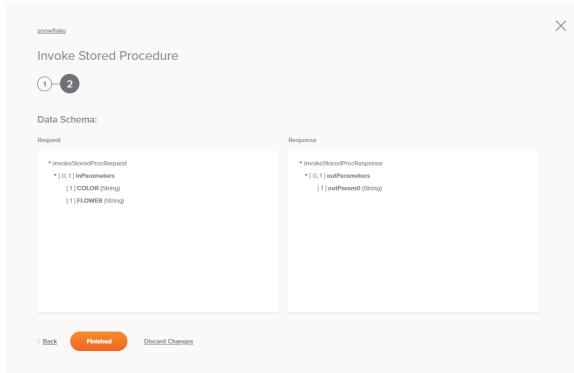 snowflake
Invoke Stored Procedure
1 2
Data Schema:
Request
Response
invokeStoredProcRequest
[ 0, 1 ] inParameters
[ 1 ] COLOR (String)
[ 1 ] FLOWER (String)
invokeStoredProcResponse
[ 0, 1 ] outParameters
[ 1 ] outParam0 (String)
< Back
Finished
Discard Changes